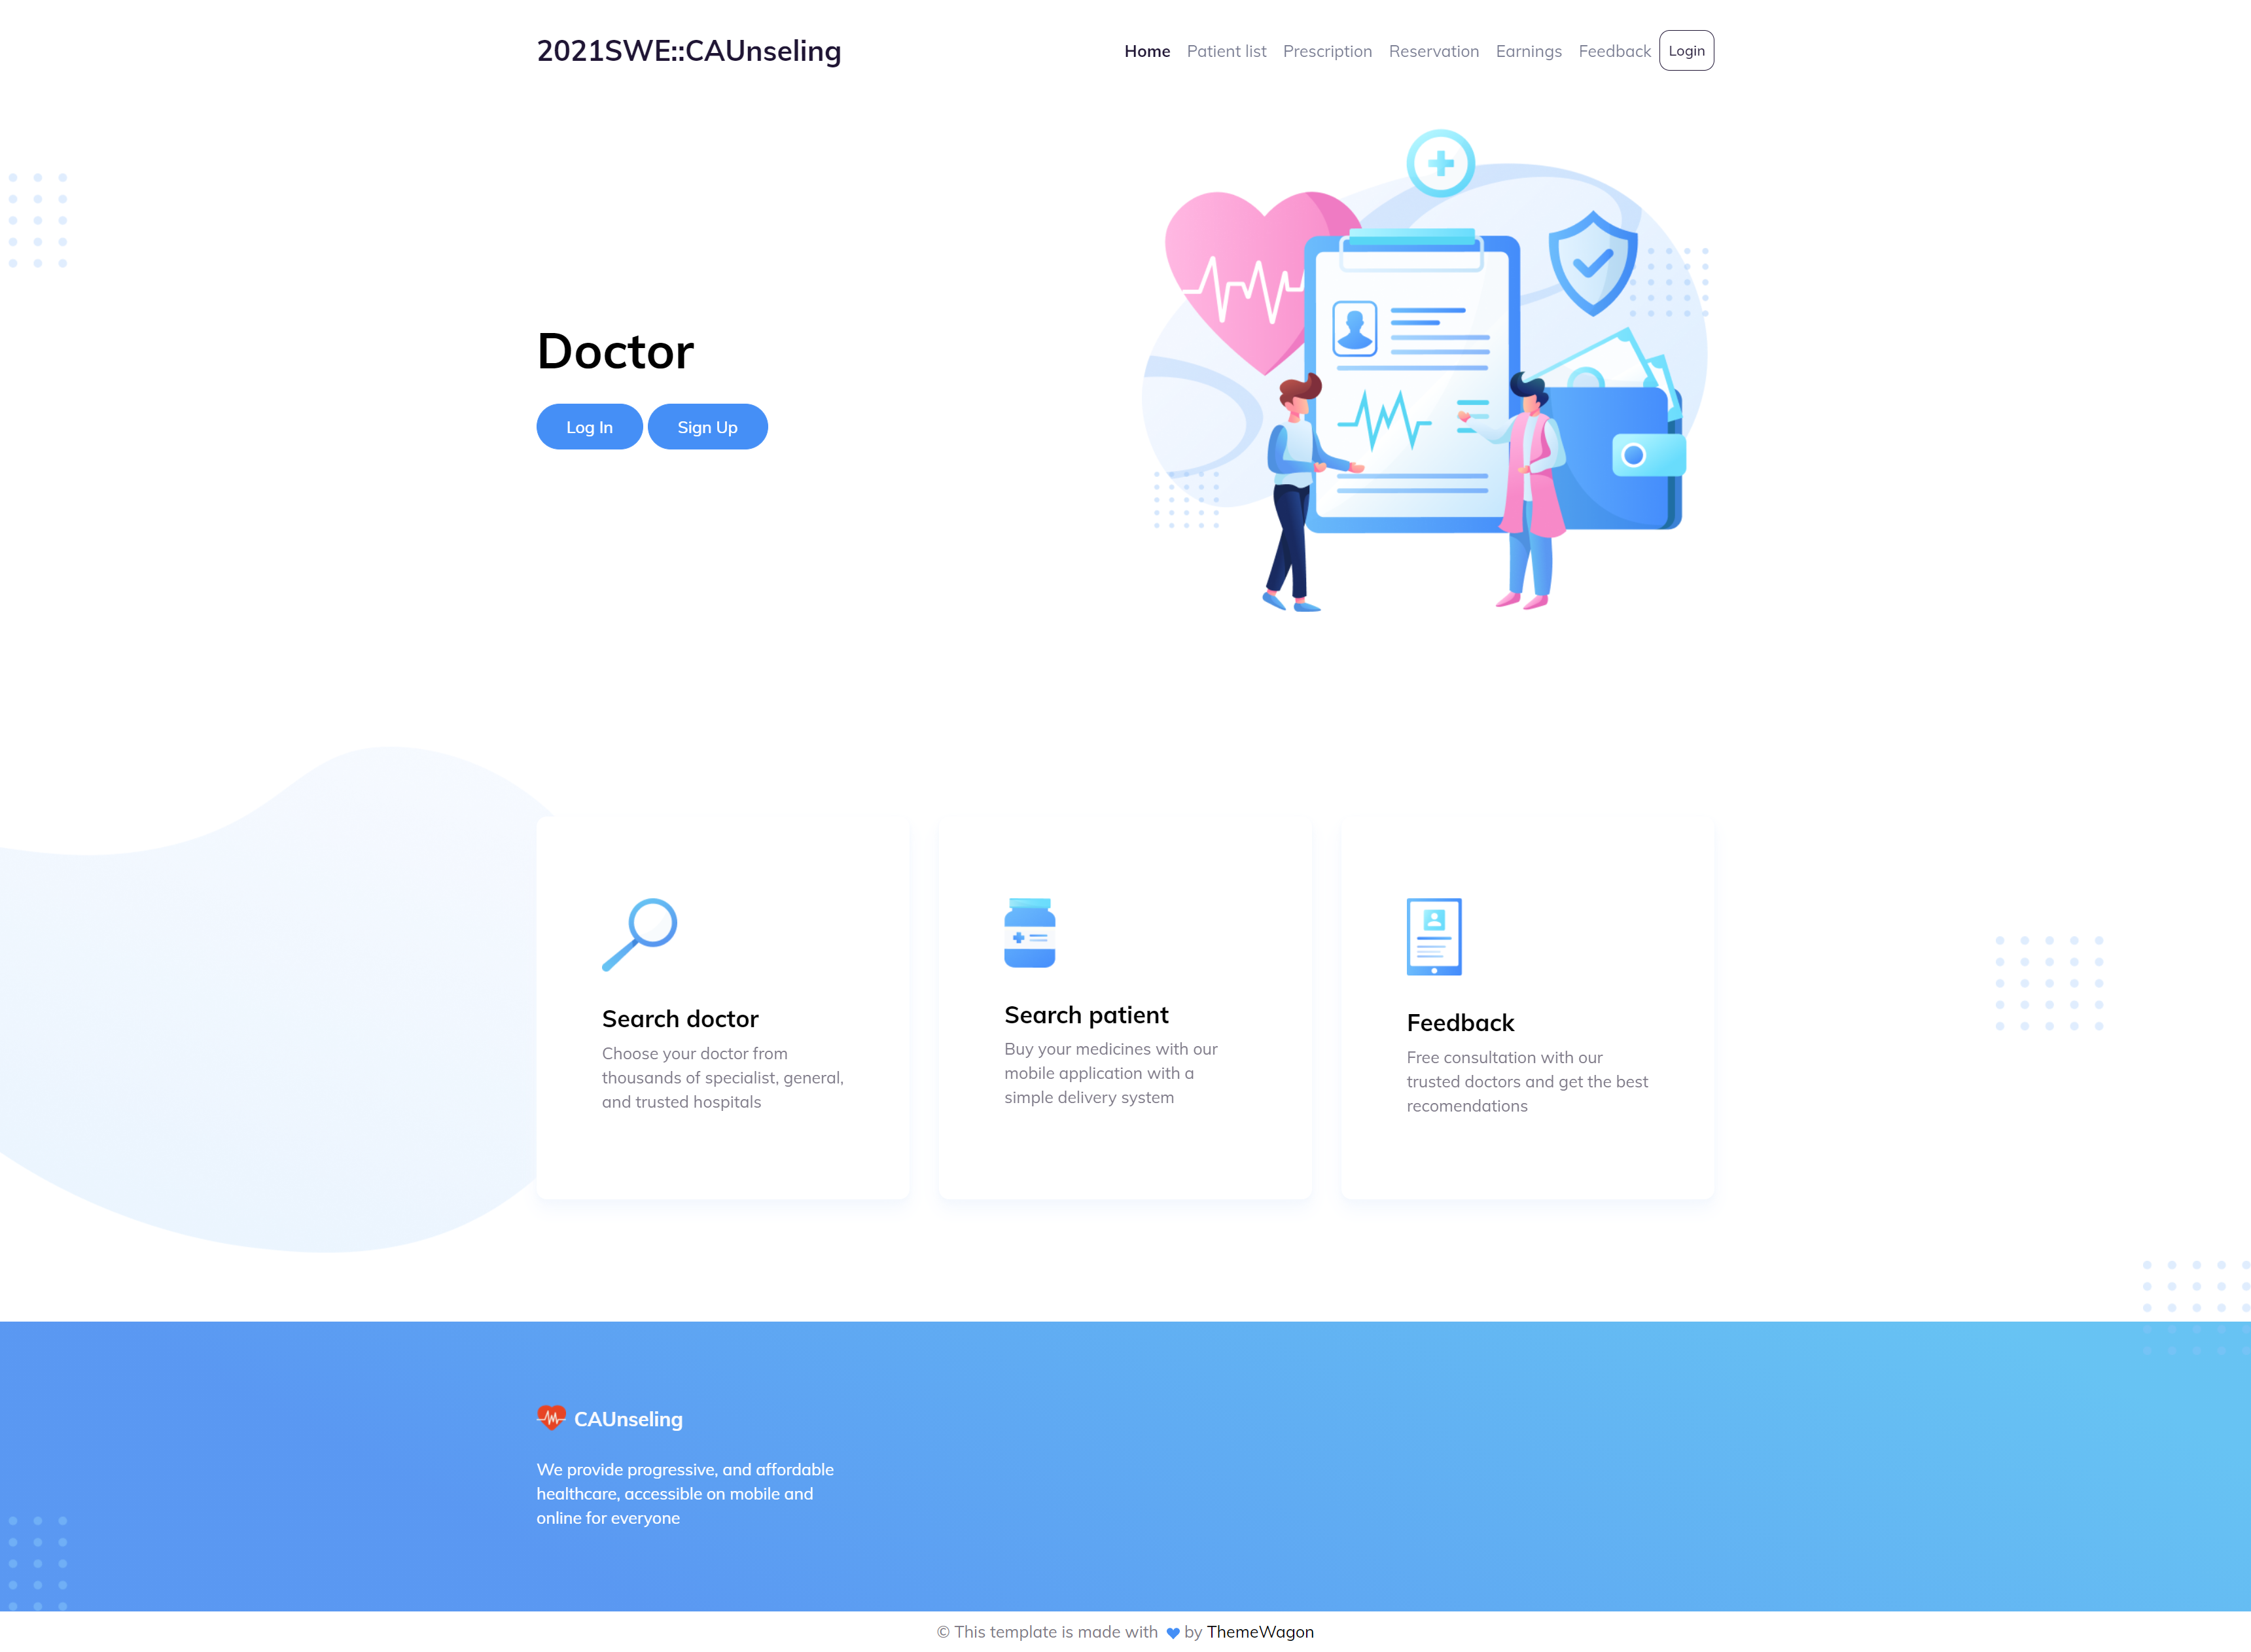 2021SWE::CAUnseling
Home Patient list Prescription Reservation Earnings Feedback Login
Doctor
Log In Sign Up
Search doctor
Choose your doctor from
thousands of specialist, general,
and trusted hospitals
Search patient
Buy your medicines with our
mobile application with a
simple delivery system
Feedback
Free consultation with our
trusted doctors and get the best
recomendations
CAUnseling
We provide progressive, and affordable
healthcare, accessible on mobile and
online for everyone
© This template is made with by ThemeWagon